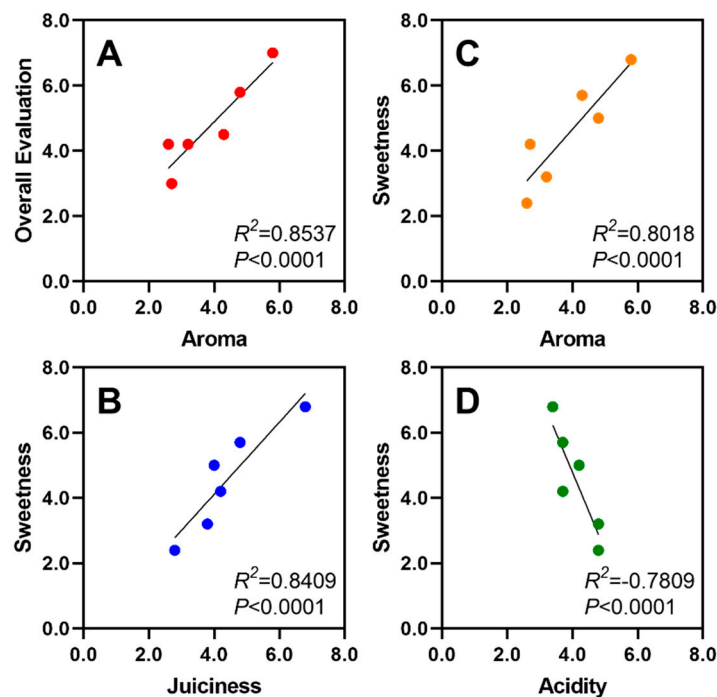 A
Overall Evaluation
8.0
6.0
4.0
2.0
0.0
R²=0.8537
P<0.0001
0.0 2.0 4.0 6.0 8.0
Aroma
C
Sweetness
8.0
6.0
4.0
2.0
0.0
R²=0.8018
P<0.0001
0.0 2.0 4.0 6.0 8.0
Aroma
B
Sweetness
8.0
6.0
4.0
2.0
0.0
R²=0.8409
P<0.0001
0.0 2.0 4.0 6.0 8.0
Juiciness
D
Sweetness
8.0
6.0
4.0
2.0
0.0
R²=-0.7809
P<0.0001
0.0 2.0 4.0 6.0 8.0
Acidity